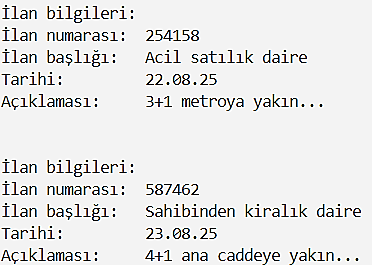 İlan bilgileri:
İlan numarası: 254158
İlan başlığı: Acil satılık daire
Tarihi: 22.08.25
Açıklaması: 3+1 metroya yakın...
İlan bilgileri:
İlan numarası: 587462
İlan başlığı: Sahibinden kiralık daire
Tarihi: 23.08.25
Açıklaması: 4+1 ana caddeye yakın...